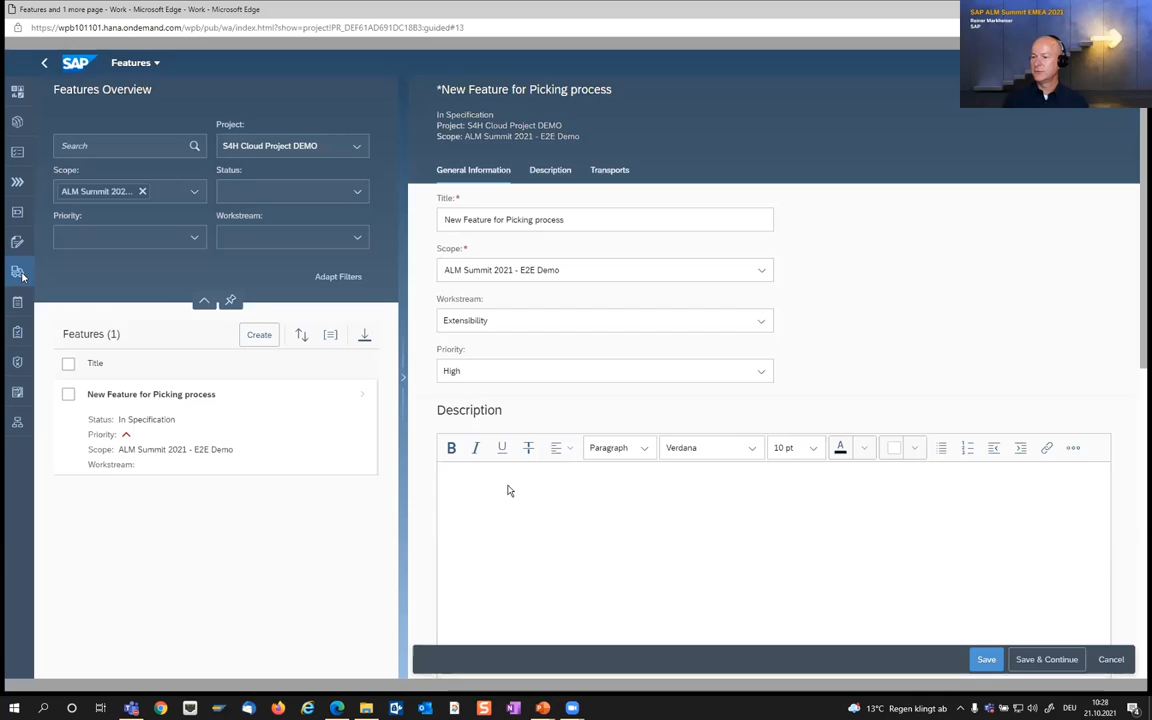 Features and 1 more page - Work - Microsoft Edge - Work - Microsoft Edge
https://wpb101101.hana.ondemand.com/wpb/pub/wa/index.html?show=project!PR_DEF61AD691DC18B3:guided#13
SAP ALM Summit EMEA 2021
Rainer Markheiser
SAP
SAP
Features
Features Overview
Project:
Search
S4H Cloud Project DEMO
Scope:
Status:
ALM Summit 202...
Priority:
Workstream:
Adapt Filters
Features (1)
Create
Title
New Feature for Picking process
Status: In Specification
Priority:
Scope: ALM Summit 2021 - E2E Demo
Workstream:
*New Feature for Picking process
In Specification
Project: S4H Cloud Project DEMO
Scope: ALM Summit 2021 - E2E Demo
General Information Description Transports
Title:*
New Feature for Picking process
Scope:*
ALM Summit 2021 - E2E Demo
Workstream:
Extensibility
Priority:
High
Description
B I U T Paragraph Verdana 10 pt A
Save Save & Continue Cancel
13°C Regen klingt ab DEU 10:28
21.10.2021